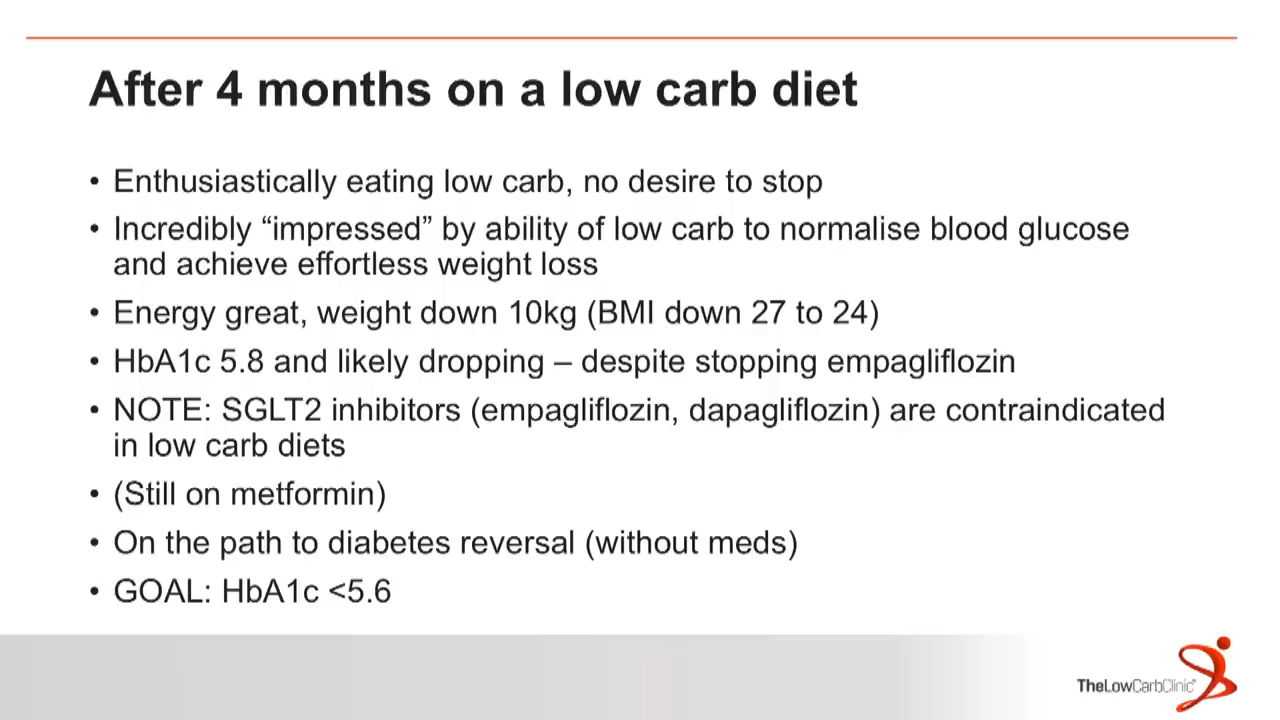 After 4 months on a low carb diet
• Enthusiastically eating low carb, no desire to stop
• Incredibly “impressed” by ability of low carb to normalise blood glucose
and achieve effortless weight loss
• Energy great, weight down 10kg (BMI down 27 to 24)
• HbA1c 5.8 and likely dropping – despite stopping empagliflozin
• NOTE: SGLT2 inhibitors (empagliflozin, dapagliflozin) are contraindicated
in low carb diets
• (Still on metformin)
• On the path to diabetes reversal (without meds)
• GOAL: HbA1c <5.6
TheLowCarbClinic